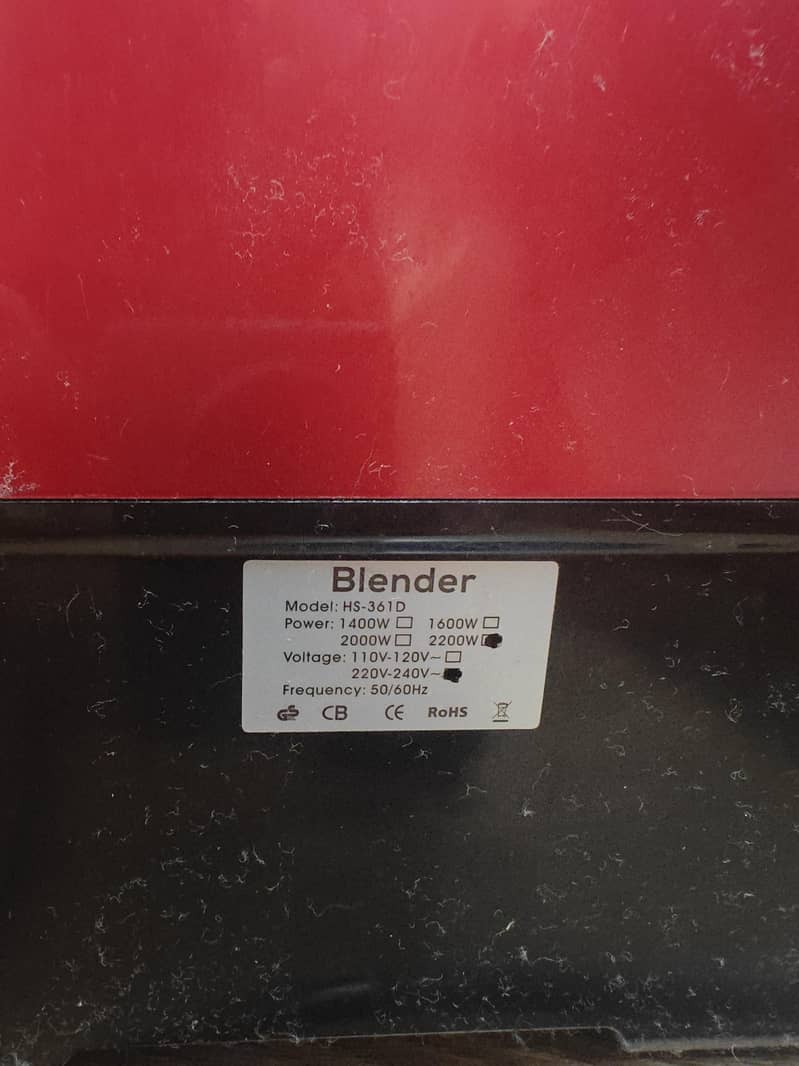 Blender
Model: HS-361D
Power: 1400W □ 1600W □
2000W □ 2200W ■
Voltage: 110V-120V~ □
220V-240V~ ■
Frequency: 50/60Hz
GS CB CE RoHS